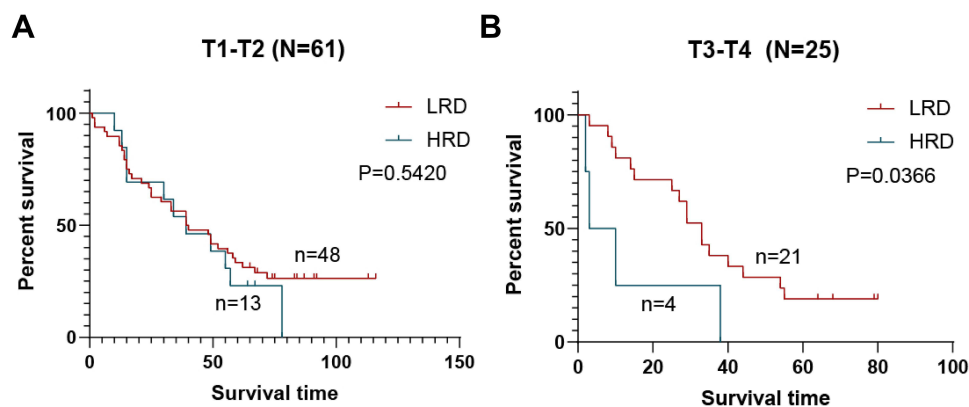 A
T1-T2 (N=61)
LRD
HRD
P=0.5420
Percent survival
100
50
0
n=48
n=13
0 50 100 150
Survival time
B
T3-T4 (N=25)
LRD
HRD
P=0.0366
Percent survival
100
50
0
n=21
n=4
0 20 40 60 80 100
Survival time